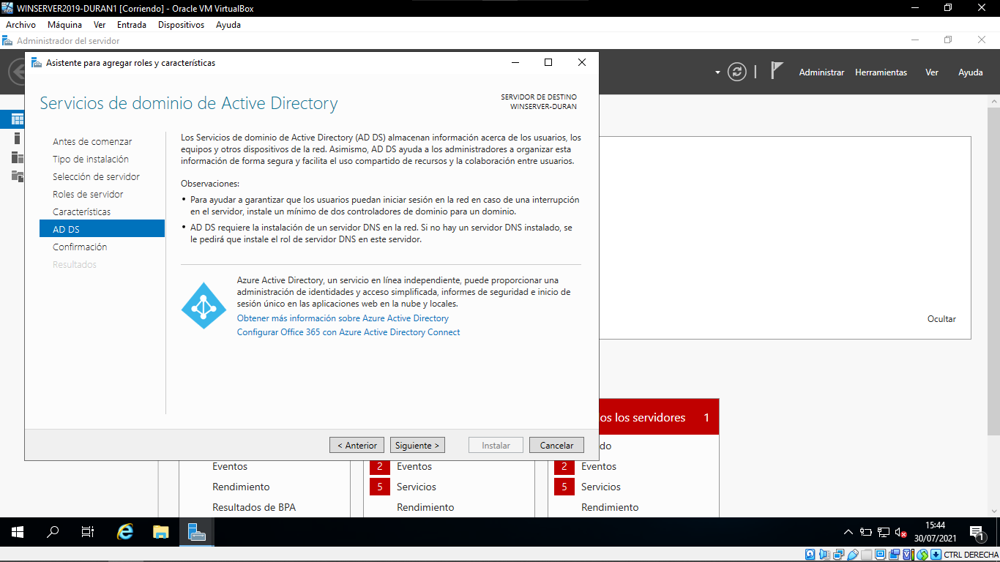 WINSERVER2019-DURAN1 [Corriendo] - Oracle VM VirtualBox
Archivo Máquina Ver Entrada Dispositivos Ayuda
Administrador del servidor
Asistente para agregar roles y características
Administrar Herramientas Ver Ayuda
Servicios de dominio de Active Directory
SERVIDOR DE DESTINO
WINSERVER-DURAN
Antes de comenzar
Tipo de instalación
Selección de servidor
Roles de servidor
Características
AD DS
Confirmación
Resultados
Los Servicios de dominio de Active Directory (AD DS) almacenan información acerca de los usuarios, los
equipos y otros dispositivos de la red. Asimismo, AD DS ayuda a los administradores a organizar esta
información de forma segura y facilita el uso compartido de recursos y la colaboración entre usuarios.
Observaciones:
• Para ayudar a garantizar que los usuarios puedan iniciar sesión en la red en caso de una interrupción
en el servidor, instale un mínimo de dos controladores de dominio para un dominio.
• AD DS requiere la instalación de un servidor DNS en la red. Si no hay un servidor DNS instalado, se
le pedirá que instale el rol de servidor DNS en este servidor.
Azure Active Directory, un servicio en línea independiente, puede proporcionar una
administración de identidades y acceso simplificada, informes de seguridad e inicio de
sesión único en las aplicaciones web en la nube y locales.
Obtener más información sobre Azure Active Directory
Configurar Office 365 con Azure Active Directory Connect
Ocultar
< Anterior Siguiente > Instalar Cancelar
os los servidores 1
do
Eventos 2 Eventos 2 Eventos
Rendimiento 5 Servicios 5 Servicios
Resultados de BPA Rendimiento Rendimiento
15:44
30/07/2021
1
CTRL DERECHA